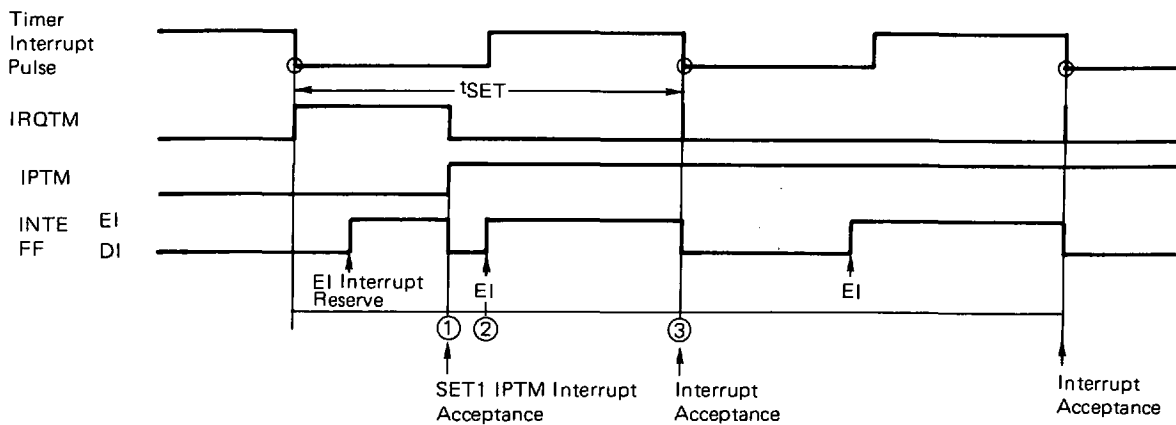 Timer
Interrupt
Pulse
tSET
IRQTM
IPTM
INTE EI
FF DI
EI Interrupt
Reserve
EI
EI
① ② ③
SET1 IPTM Interrupt
Acceptance
Interrupt
Acceptance
Interrupt
Acceptance